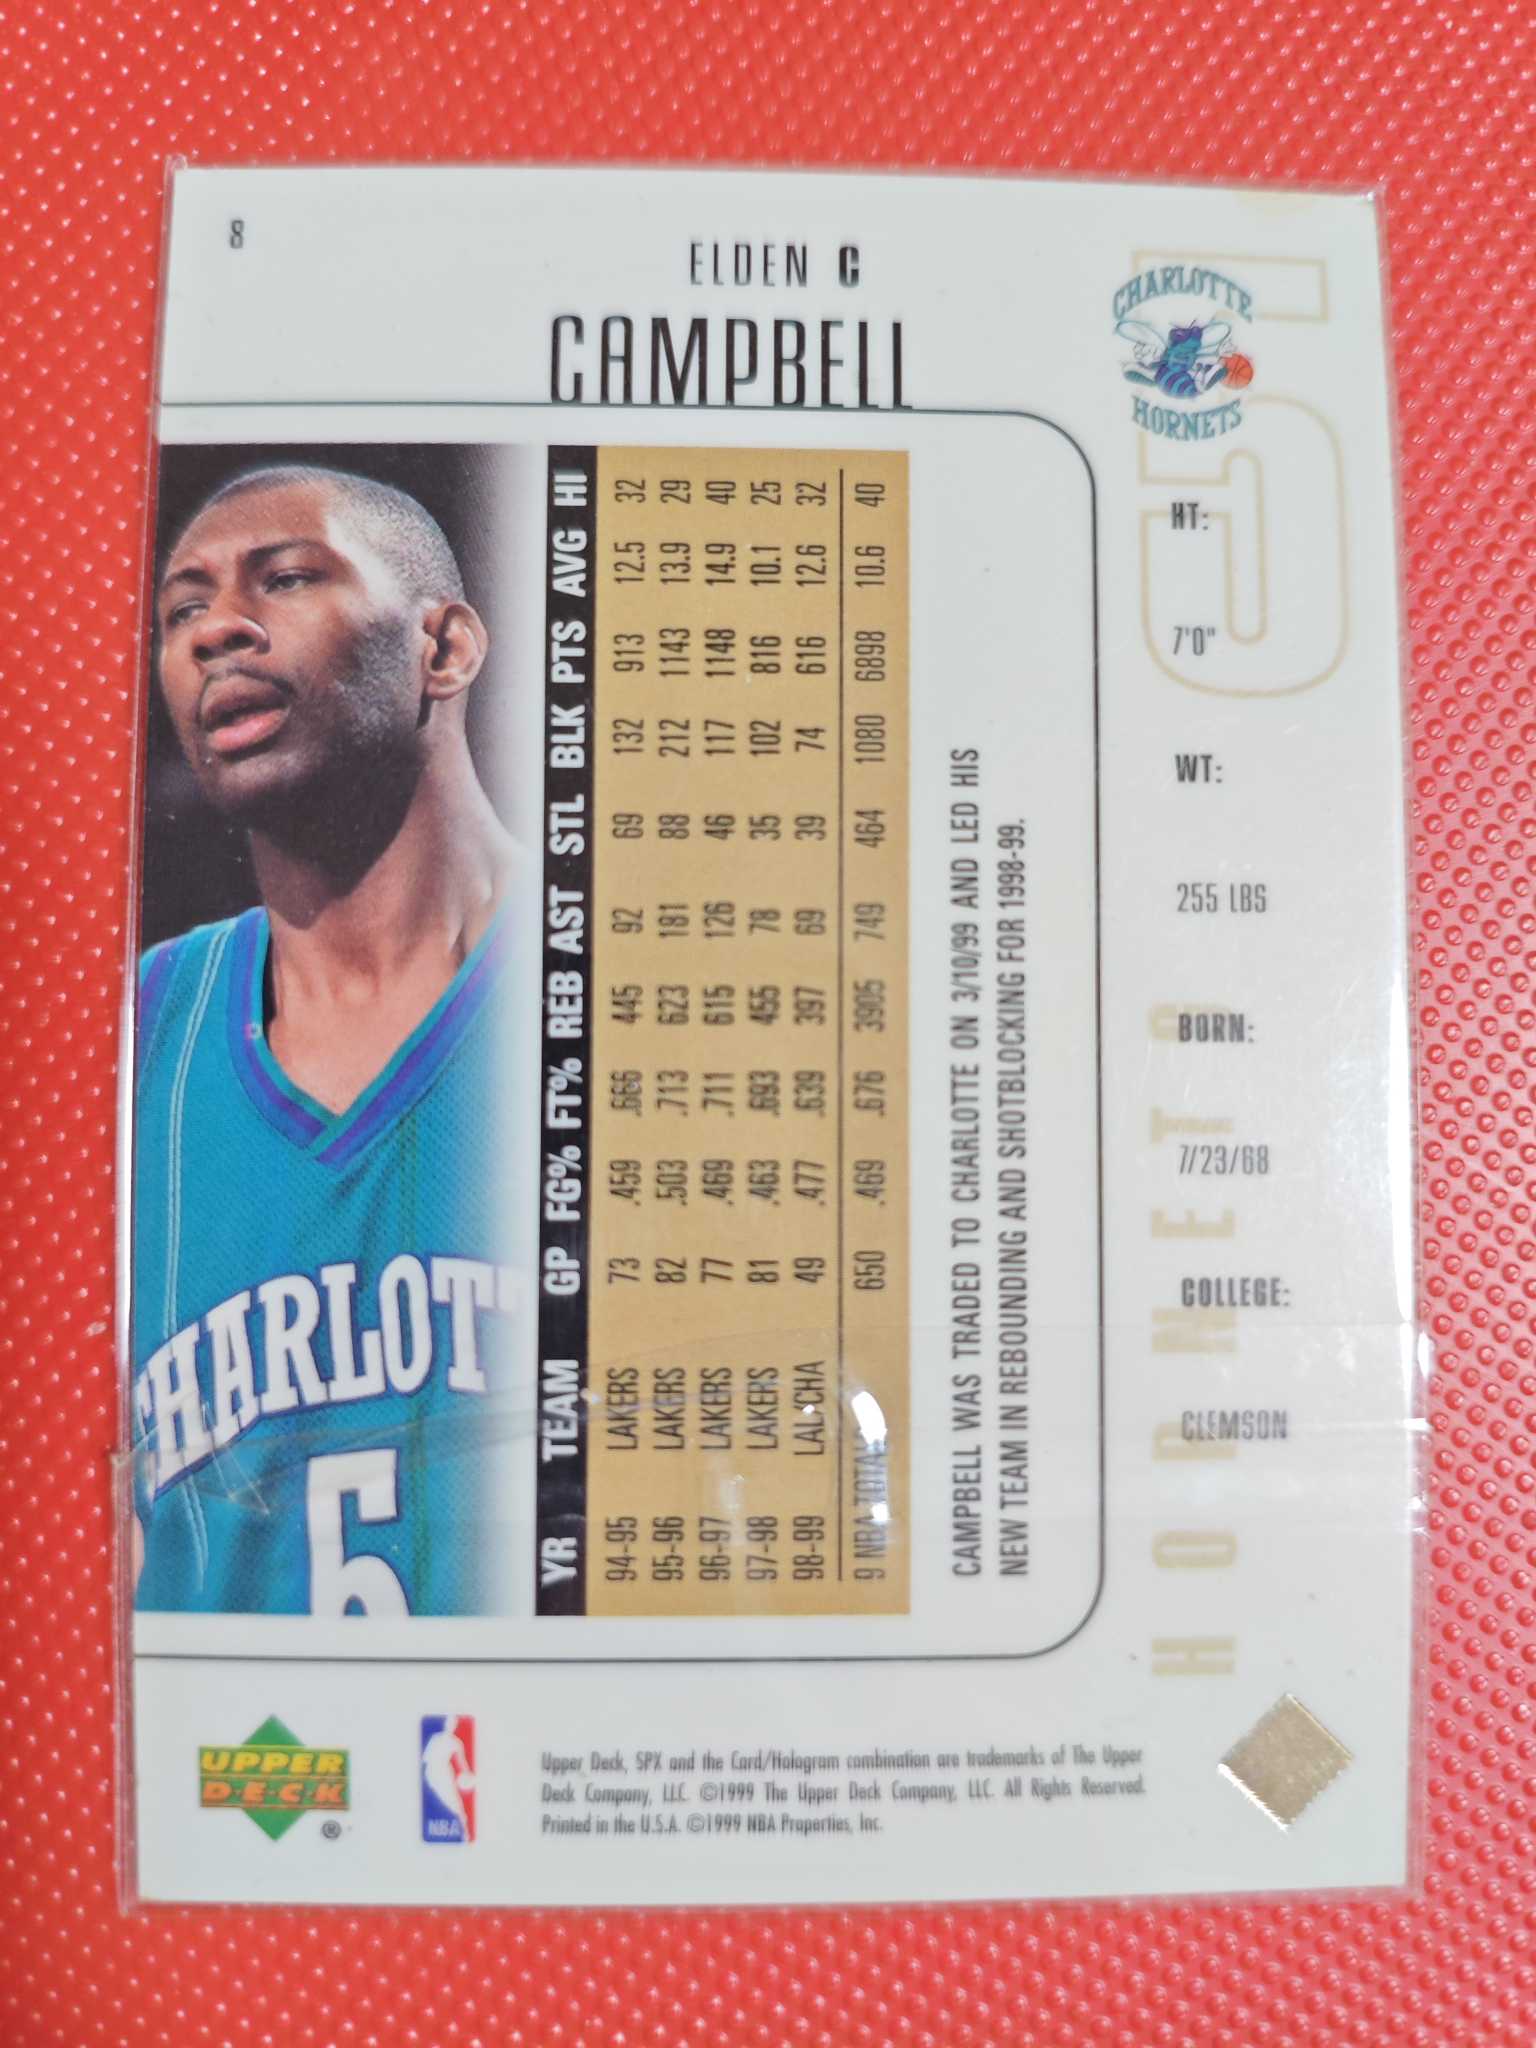 8
ELDEN C
CAMPBELL
CHARLOTTE
HORNETS
HT:
7'0"
WT:
255 LBS
BORN:
7/23/68
COLLEGE:
CLEMSON
HORNETS
YR TEAM GP FG% FT% REB AST STL BLK PTS AVG HI
94-95 LAKERS 73 .459 .666 445 92 69 132 913 12.5 32
95-96 LAKERS 82 .503 .713 623 181 88 212 1143 13.9 29
96-97 LAKERS 77 .469 .711 615 126 46 117 1148 14.9 40
97-98 LAKERS 81 .463 .693 455 78 35 102 816 10.1 25
98-99 LAL-CHA 49 .477 .639 397 69 39 74 616 12.6 32
9 NBA TOTALS 650 .469 .676 3905 749 464 1080 6898 10.6 40
CAMPBELL WAS TRADED TO CHARLOTTE ON 3/10/99 AND LED HIS
NEW TEAM IN REBOUNDING AND SHOTBLOCKING FOR 1998-99.
CHARLOTT
5
UPPER
D·E·C·K
®
NBA
Upper Deck, SPX and the Card/Hologram combination are trademarks of The Upper
Deck Company, LLC. ©1999 The Upper Deck Company, LLC. All Rights Reserved.
Printed in the U.S.A. ©1999 NBA Properties, Inc.